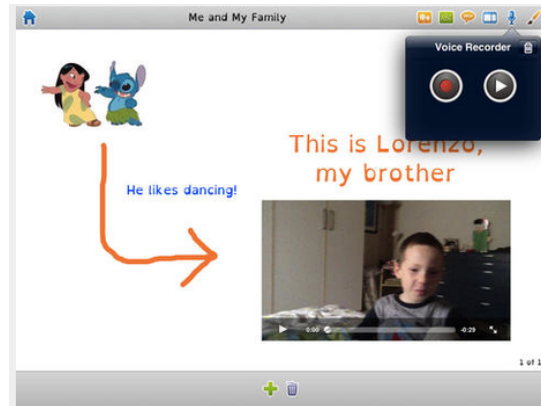 Me and My Family
Voice Recorder
This is Lorenzo,
my brother
He likes dancing!
0:00
-0:29
1 of 1